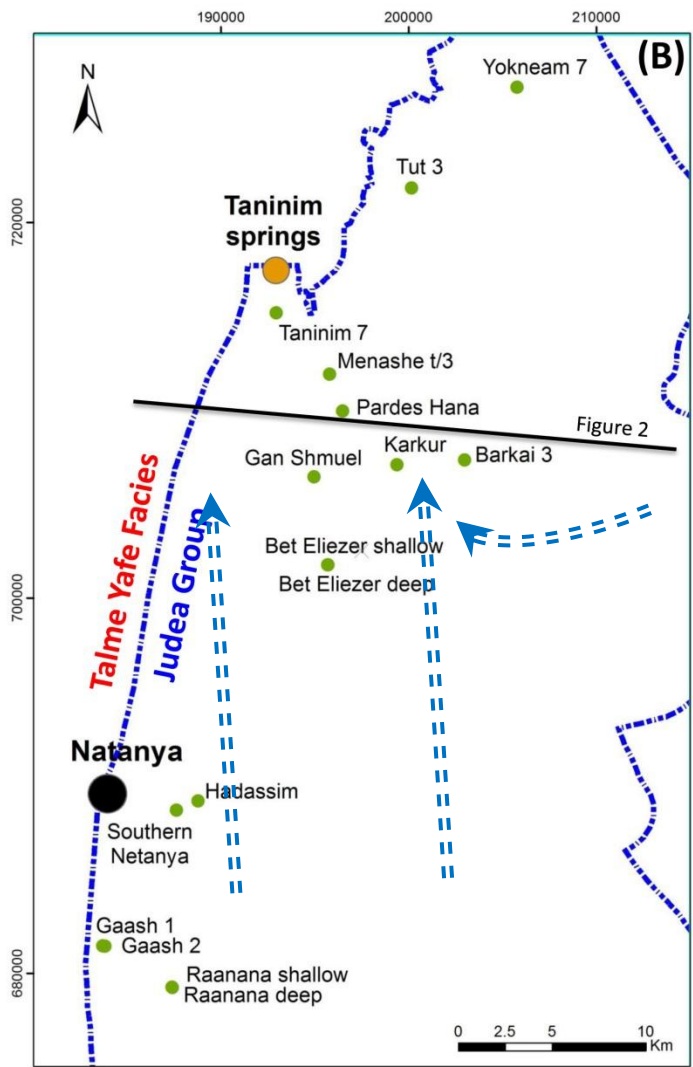 190000
200000
210000
(B)
N
Yokneam 7
Tut 3
720000
Taninim
springs
Taninim 7
Menashe t/3
Pardes Hana
Figure 2
Gan Shmuel
Karkur
Barkai 3
Talme Yafe Facies
Judea Group
Bet Eliezer shallow
Bet Eliezer deep
700000
Natanya
Hadassim
Southern
Netanya
Gaash 1
Gaash 2
680000
Raanana shallow
Raanana deep
0 2.5 5 10
Km